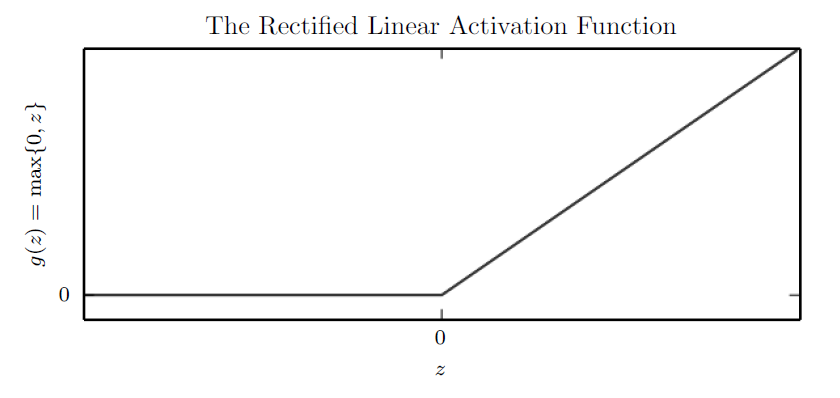 The Rectified Linear Activation Function
g(z) = max{0, z}
0
0
z